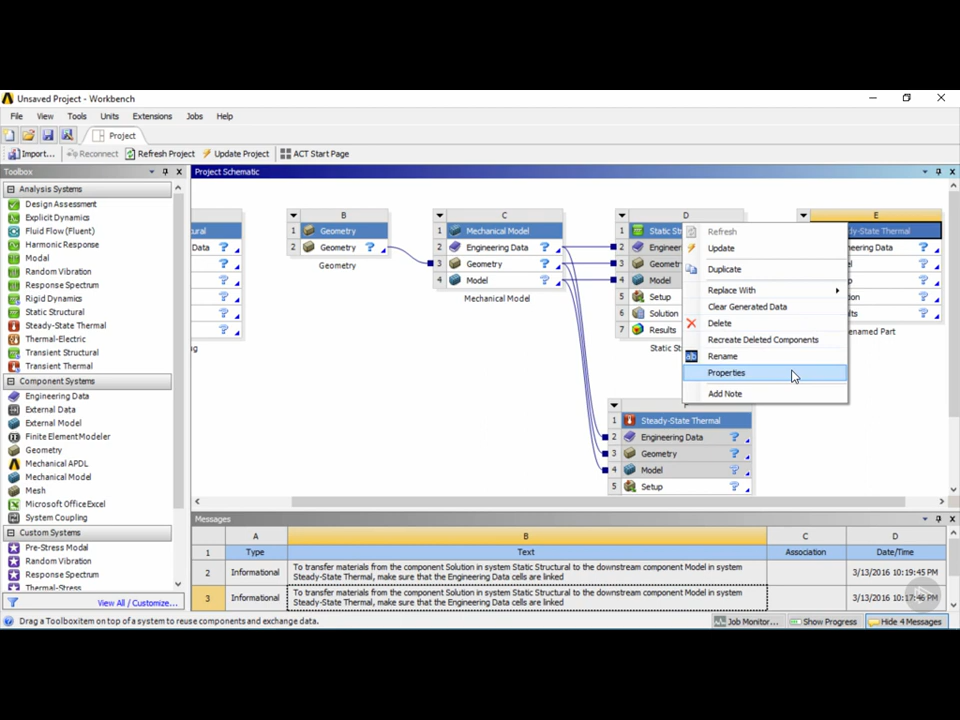 Unsaved Project - Workbench
File View Tools Units Extensions Jobs Help
Project
Import... Reconnect Refresh Project Update Project ACT Start Page
Toolbox
Analysis Systems
Design Assessment
Explicit Dynamics
Fluid Flow (Fluent)
Harmonic Response
Modal
Random Vibration
Response Spectrum
Rigid Dynamics
Static Structural
Steady-State Thermal
Thermal-Electric
Transient Structural
Transient Thermal
Component Systems
Engineering Data
External Data
External Model
Finite Element Modeler
Geometry
Mechanical APDL
Mechanical Model
Mesh
Microsoft Office Excel
System Coupling
Custom Systems
Pre-Stress Modal
Random Vibration
Response Spectrum
Thermal-Stress
View All / Customize...
Project Schematic
Data ?
?
?
?
?
?
B
1 Geometry
2 Geometry ?
Geometry
C
1 Mechanical Model
2 Engineering Data ?
3 Geometry ?
4 Model ?
Mechanical Model
D
1 Static St
2 Engineer
3 Geometr
4 Model
5 Setup
6 Solution
7 Results
Static St
Refresh
Update
Duplicate
Replace With
Clear Generated Data
Delete
Recreate Deleted Components
ab Rename
Properties
Add Note
E
dy-State Thermal
eering Data ?
?
?
?
?
enamed Part
1 Steady-State Thermal
2 Engineering Data ?
3 Geometry ?
4 Model ?
5 Setup ?
Messages
A B C D
1 Type Text Association Date/Time
2 Informational To transfer materials from the component Solution in system Static Structural to the downstream component Model in system
Steady-State Thermal, make sure that the Engineering Data cells are linked 3/13/2016 10:19:45 PM
3 Informational To transfer materials from the component Solution in system Static Structural to the downstream component Model in system
Steady-State Thermal, make sure that the Engineering Data cells are linked 3/13/2016 10:17:46 PM
Drag a Toolbox item on top of a system to reuse components and exchange data.
Job Monitor... Show Progress Hide 4 Messages